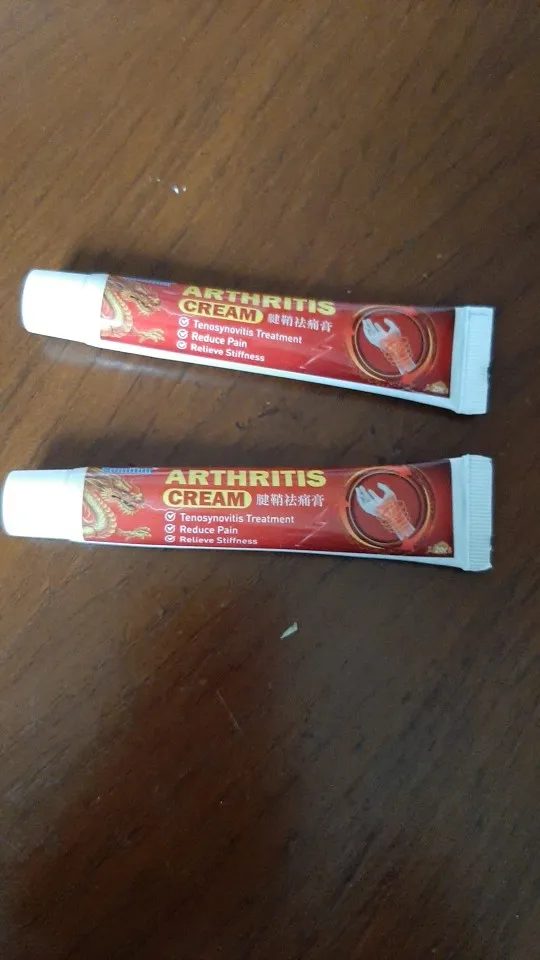 ARTHRITIS
CREAM 腱鞘祛痛膏
Tenosynovitis Treatment
Reduce Pain
Relieve Stiffness
ARTHRITIS
CREAM 腱鞘祛痛膏
Tenosynovitis Treatment
Reduce Pain
Relieve Stiffness